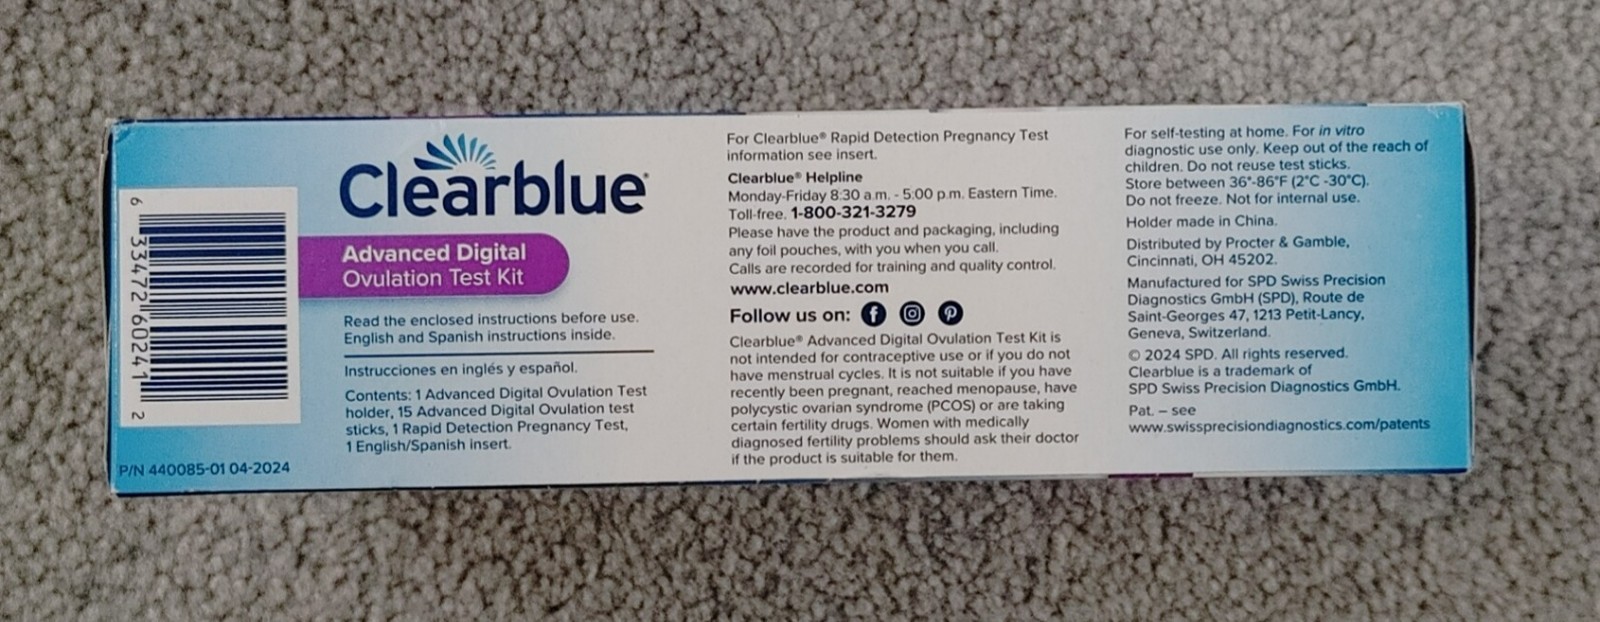 6 33472 60241 2
P/N 440085-01 04-2024
Clearblue®
Advanced Digital
Ovulation Test Kit
Read the enclosed instructions before use.
English and Spanish instructions inside.
Instrucciones en inglés y español.
Contents: 1 Advanced Digital Ovulation Test
holder, 15 Advanced Digital Ovulation test
sticks, 1 Rapid Detection Pregnancy Test,
1 English/Spanish insert.
For Clearblue® Rapid Detection Pregnancy Test
information see insert.
Clearblue® Helpline
Monday-Friday 8:30 a.m. - 5:00 p.m. Eastern Time.
Toll-free. 1-800-321-3279
Please have the product and packaging, including
any foil pouches, with you when you call.
Calls are recorded for training and quality control.
www.clearblue.com
Follow us on:
Clearblue® Advanced Digital Ovulation Test Kit is
not intended for contraceptive use or if you do not
have menstrual cycles. It is not suitable if you have
recently been pregnant, reached menopause, have
polycystic ovarian syndrome (PCOS) or are taking
certain fertility drugs. Women with medically
diagnosed fertility problems should ask their doctor
if the product is suitable for them.
For self-testing at home. For in vitro
diagnostic use only. Keep out of the reach of
children. Do not reuse test sticks.
Store between 36°-86°F (2°C -30°C).
Do not freeze. Not for internal use.
Holder made in China.
Distributed by Procter & Gamble,
Cincinnati, OH 45202.
Manufactured for SPD Swiss Precision
Diagnostics GmbH (SPD), Route de
Saint-Georges 47, 1213 Petit-Lancy,
Geneva, Switzerland.
© 2024 SPD. All rights reserved.
Clearblue is a trademark of
SPD Swiss Precision Diagnostics GmbH.
Pat. – see
www.swissprecisiondiagnostics.com/patents